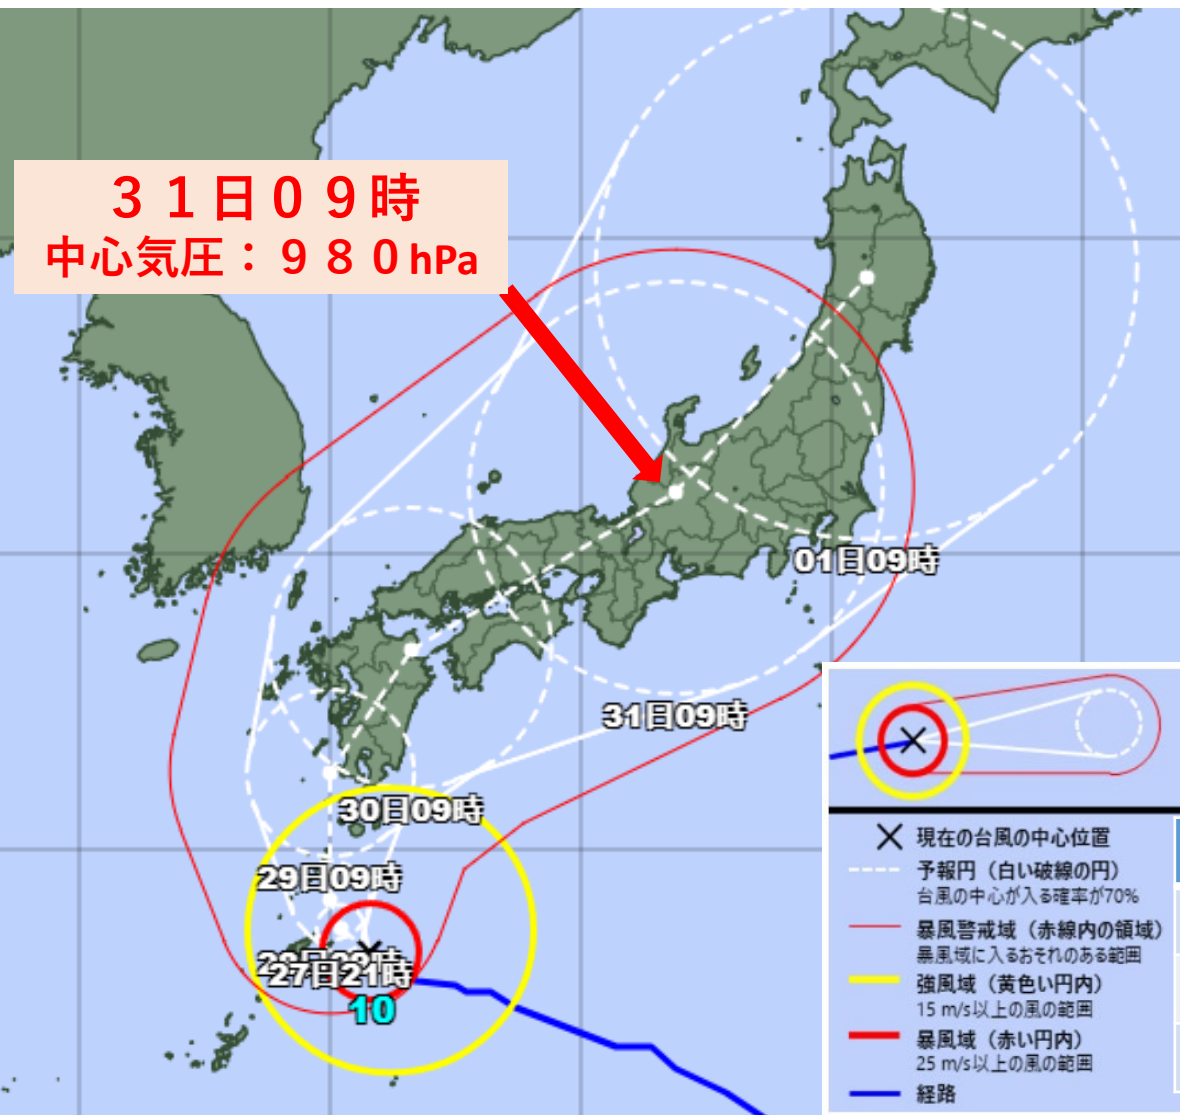 ３１日０９時
中心気圧：９８０hPa
01日09時
31日09時
30日09時
29日09時
27日21時
10
現在の台風の中心位置
予報円（白い破線の円）
台風の中心が入る確率が70%
暴風警戒域（赤線内の領域）
暴風域に入るおそれのある範囲
強風域（黄色い円内）
15 m/s以上の風の範囲
暴風域（赤い円内）
25 m/s以上の風の範囲
経路